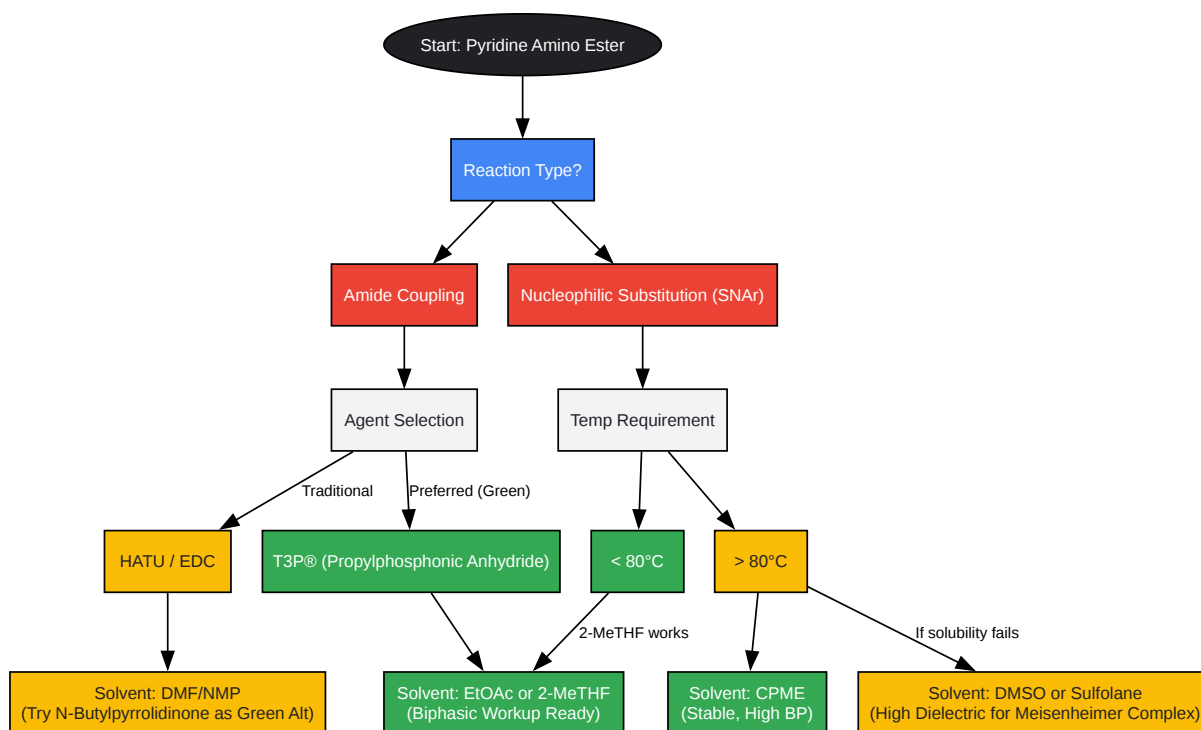 Start: Pyridine Amino Ester
Reaction Type?
Amide Coupling
Nucleophilic Substitution (SNAr)
Agent Selection
Temp Requirement
Traditional
Preferred (Green)
HATU / EDC
T3P® (Propylphosphonic Anhydride)
< 80°C
> 80°C
2-MeTHF works
If solubility fails
Solvent: DMF/NMP
(Try N-Butylpyrrolidinone as Green Alt)
Solvent: EtOAc or 2-MeTHF
(Biphasic Workup Ready)
Solvent: CPME
(Stable, High BP)
Solvent: DMSO or Sulfolane
(High Dielectric for Meisenheimer Complex)